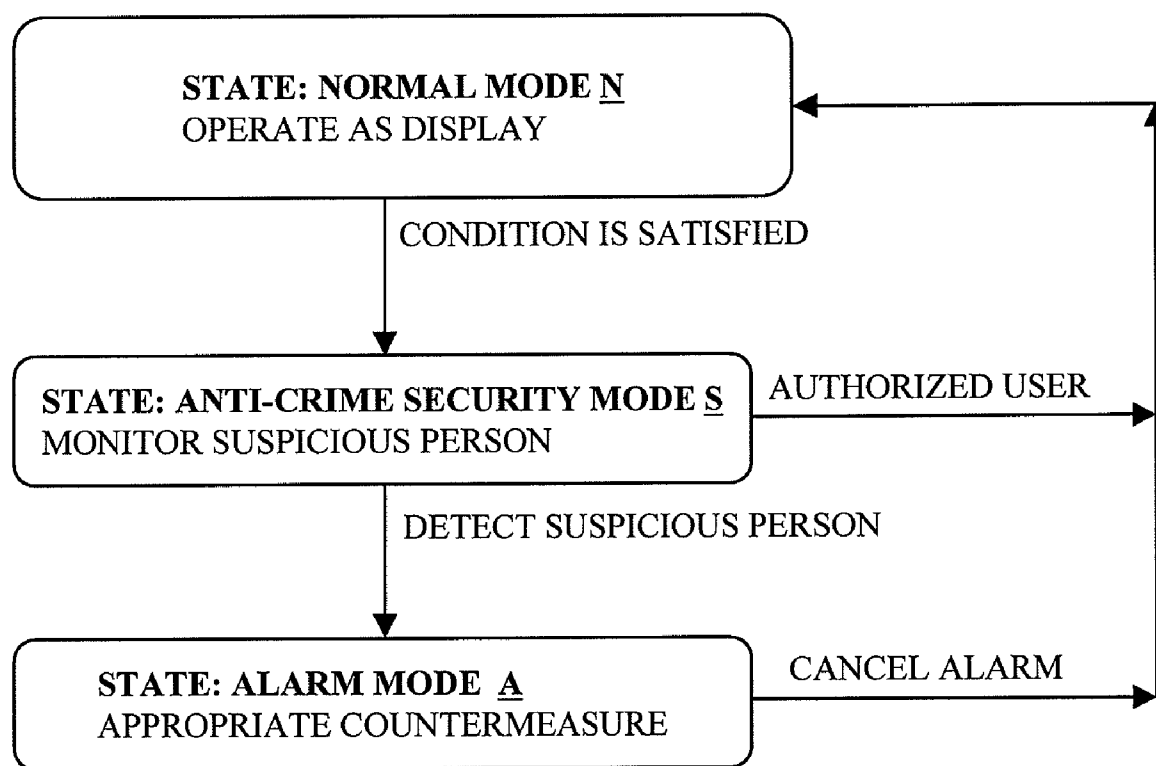 STATE: NORMAL MODE N
OPERATE AS DISPLAY
CONDITION IS SATISFIED
STATE: ANTI-CRIME SECURITY MODE S
MONITOR SUSPICIOUS PERSON
AUTHORIZED USER
DETECT SUSPICIOUS PERSON
STATE: ALARM MODE A
APPROPRIATE COUNTERMEASURE
CANCEL ALARM